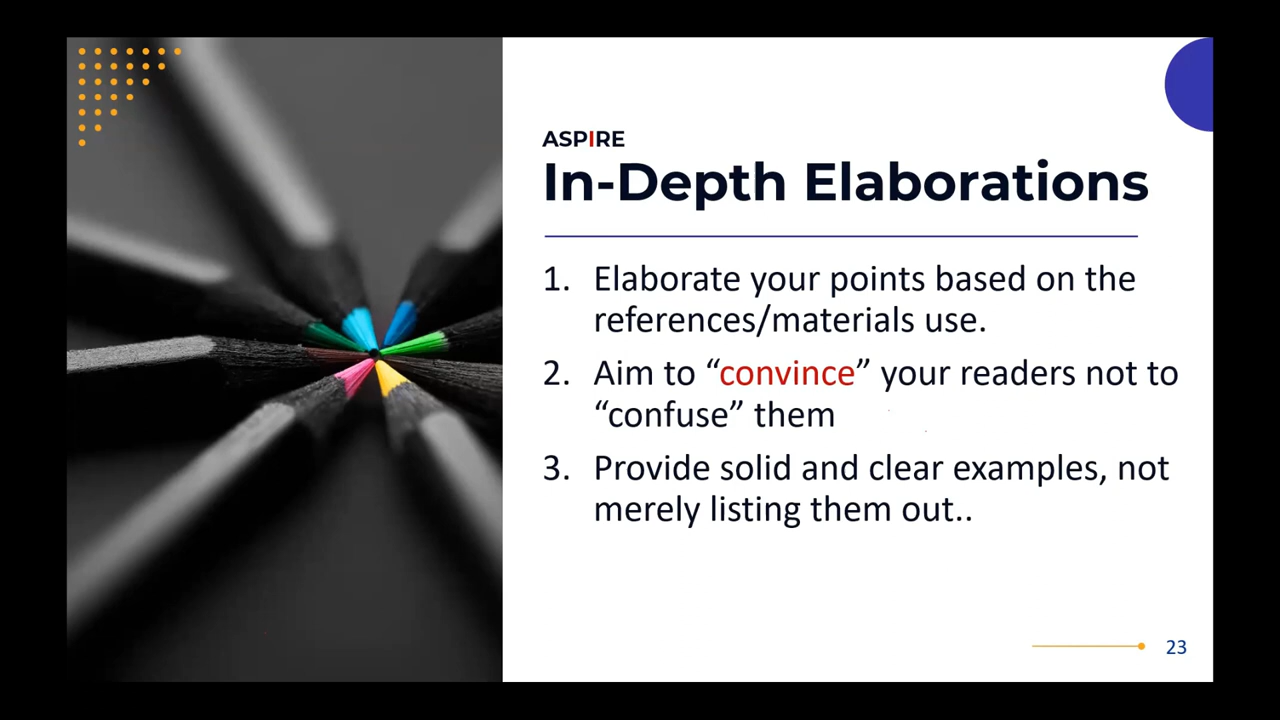 ASPIRE
In-Depth Elaborations
1. Elaborate your points based on the
references/materials use.
2. Aim to “convince” your readers not to
“confuse” them
3. Provide solid and clear examples, not
merely listing them out..
23